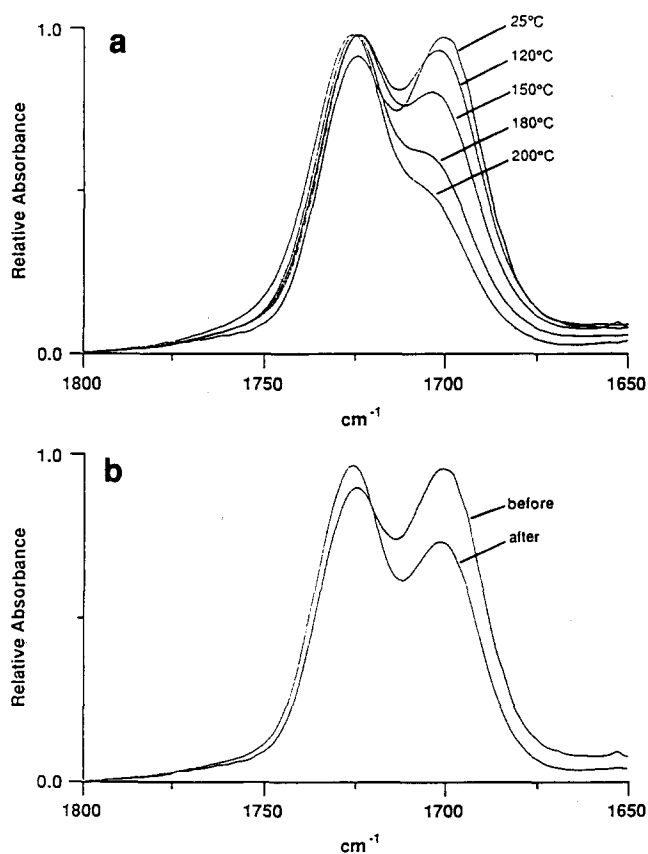 a
1.0
25°C
120°C
150°C
180°C
200°C
Relative Absorbance
0.0
1800
1750
1700
1650
cm⁻¹
b
1.0
before
after
Relative Absorbance
0.0
1800
1750
1700
1650
cm⁻¹